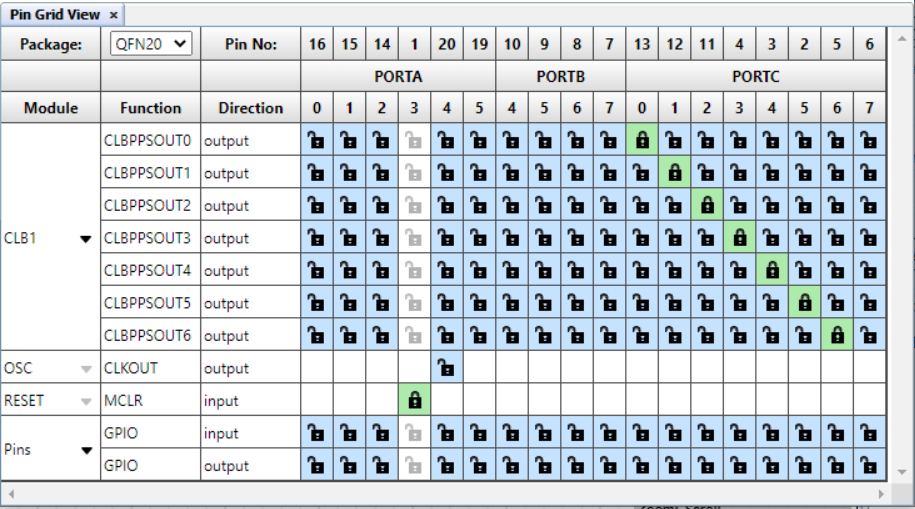 Pin Grid View ×
Package: QFN20 Pin No: 16 15 14 1 20 19 10 9 8 7 13 12 11 4 3 2 5 6
PORTA PORTB PORTC
Module Function Direction 0 1 2 3 4 5 4 5 6 7 0 1 2 3 4 5 6 7
CLBPPSOUT0 output
CLBPPSOUT1 output
CLBPPSOUT2 output
CLB1 CLBPPSOUT3 output
CLBPPSOUT4 output
CLBPPSOUT5 output
CLBPPSOUT6 output
OSC CLKOUT output
RESET MCLR input
Pins GPIO input
GPIO output